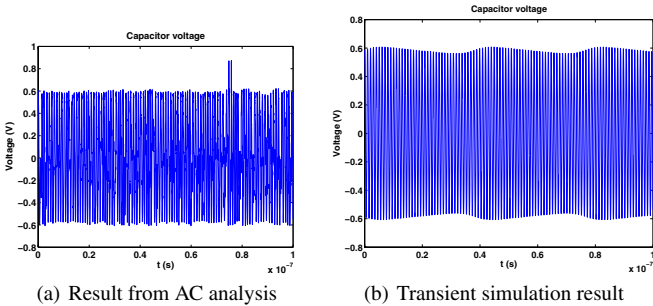 Capacitor voltage
1
0.8
0.6
0.4
0.2
0
−0.2
−0.4
−0.6
−0.8
Voltage (V)
0 0.2 0.4 0.6 0.8 1
t (s)
x 10⁻⁷
(a) Result from AC analysis
Capacitor voltage
0.8
0.6
0.4
0.2
0
−0.2
−0.4
−0.6
−0.8
Voltage (V)
0 0.2 0.4 0.6 0.8 1
t (s)
x 10⁻⁷
(b) Transient simulation result